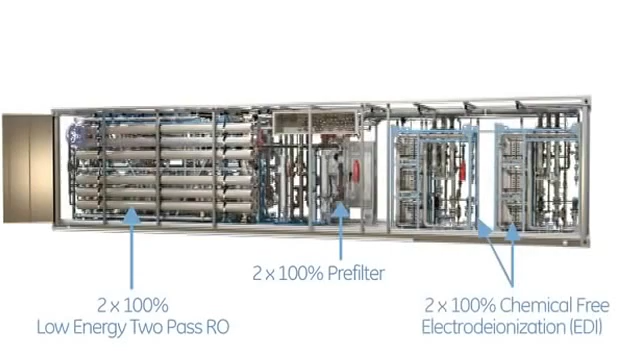 2 x 100% Prefilter
2 x 100%
Low Energy Two Pass RO
2 x 100% Chemical Free
Electrodeionization (EDI)